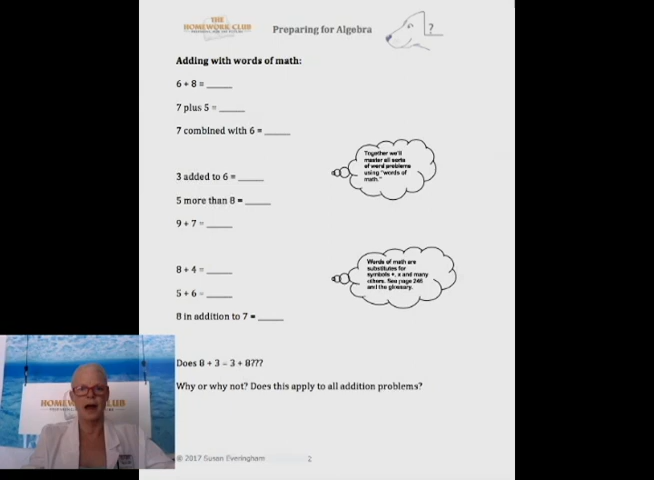 THE
HOMEWORK CLUB
Preparing for Algebra
?
Adding with words of math:
6 + 8 = _____
7 plus 5 = _____
7 combined with 6 = _____
Together we'll
master all sorts
of word problems
using "words of
math."
3 added to 6 = _____
5 more than 8 = _____
9 + 7 = _____
Words of math are
substitutes for
symbols +, x and many
others. See page 248
and the glossary.
8 + 4 = _____
5 + 6 = _____
8 in addition to 7 = _____
Does 8 + 3 = 3 + 8???
Why or why not? Does this apply to all addition problems?
HOMEWORK CLUB
© 2017 Susan Everingham
2